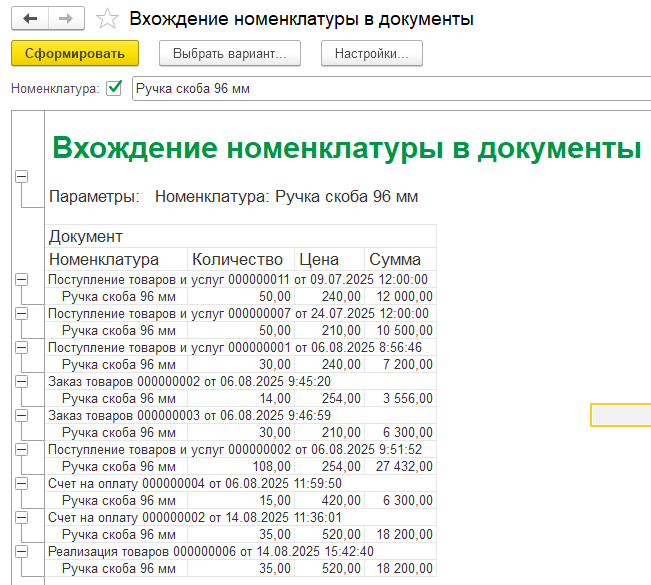 Вхождение номенклатуры в документы
Сформировать Выбрать вариант... Настройки...
Номенклатура: Ручка скоба 96 мм
Вхождение номенклатуры в документы
Параметры: Номенклатура: Ручка скоба 96 мм
Документ
Номенклатура Количество Цена Сумма
Поступление товаров и услуг 000000011 от 09.07.2025 12:00:00
Ручка скоба 96 мм 50,00 240,00 12 000,00
Поступление товаров и услуг 000000007 от 24.07.2025 12:00:00
Ручка скоба 96 мм 50,00 210,00 10 500,00
Поступление товаров и услуг 000000001 от 06.08.2025 8:56:46
Ручка скоба 96 мм 30,00 240,00 7 200,00
Заказ товаров 000000002 от 06.08.2025 9:45:20
Ручка скоба 96 мм 14,00 254,00 3 556,00
Заказ товаров 000000003 от 06.08.2025 9:46:59
Ручка скоба 96 мм 30,00 210,00 6 300,00
Поступление товаров и услуг 000000002 от 06.08.2025 9:51:52
Ручка скоба 96 мм 108,00 254,00 27 432,00
Счет на оплату 000000004 от 06.08.2025 11:59:50
Ручка скоба 96 мм 15,00 420,00 6 300,00
Счет на оплату 000000002 от 14.08.2025 11:36:01
Ручка скоба 96 мм 35,00 520,00 18 200,00
Реализация товаров 000000006 от 14.08.2025 15:42:40
Ручка скоба 96 мм 35,00 520,00 18 200,00